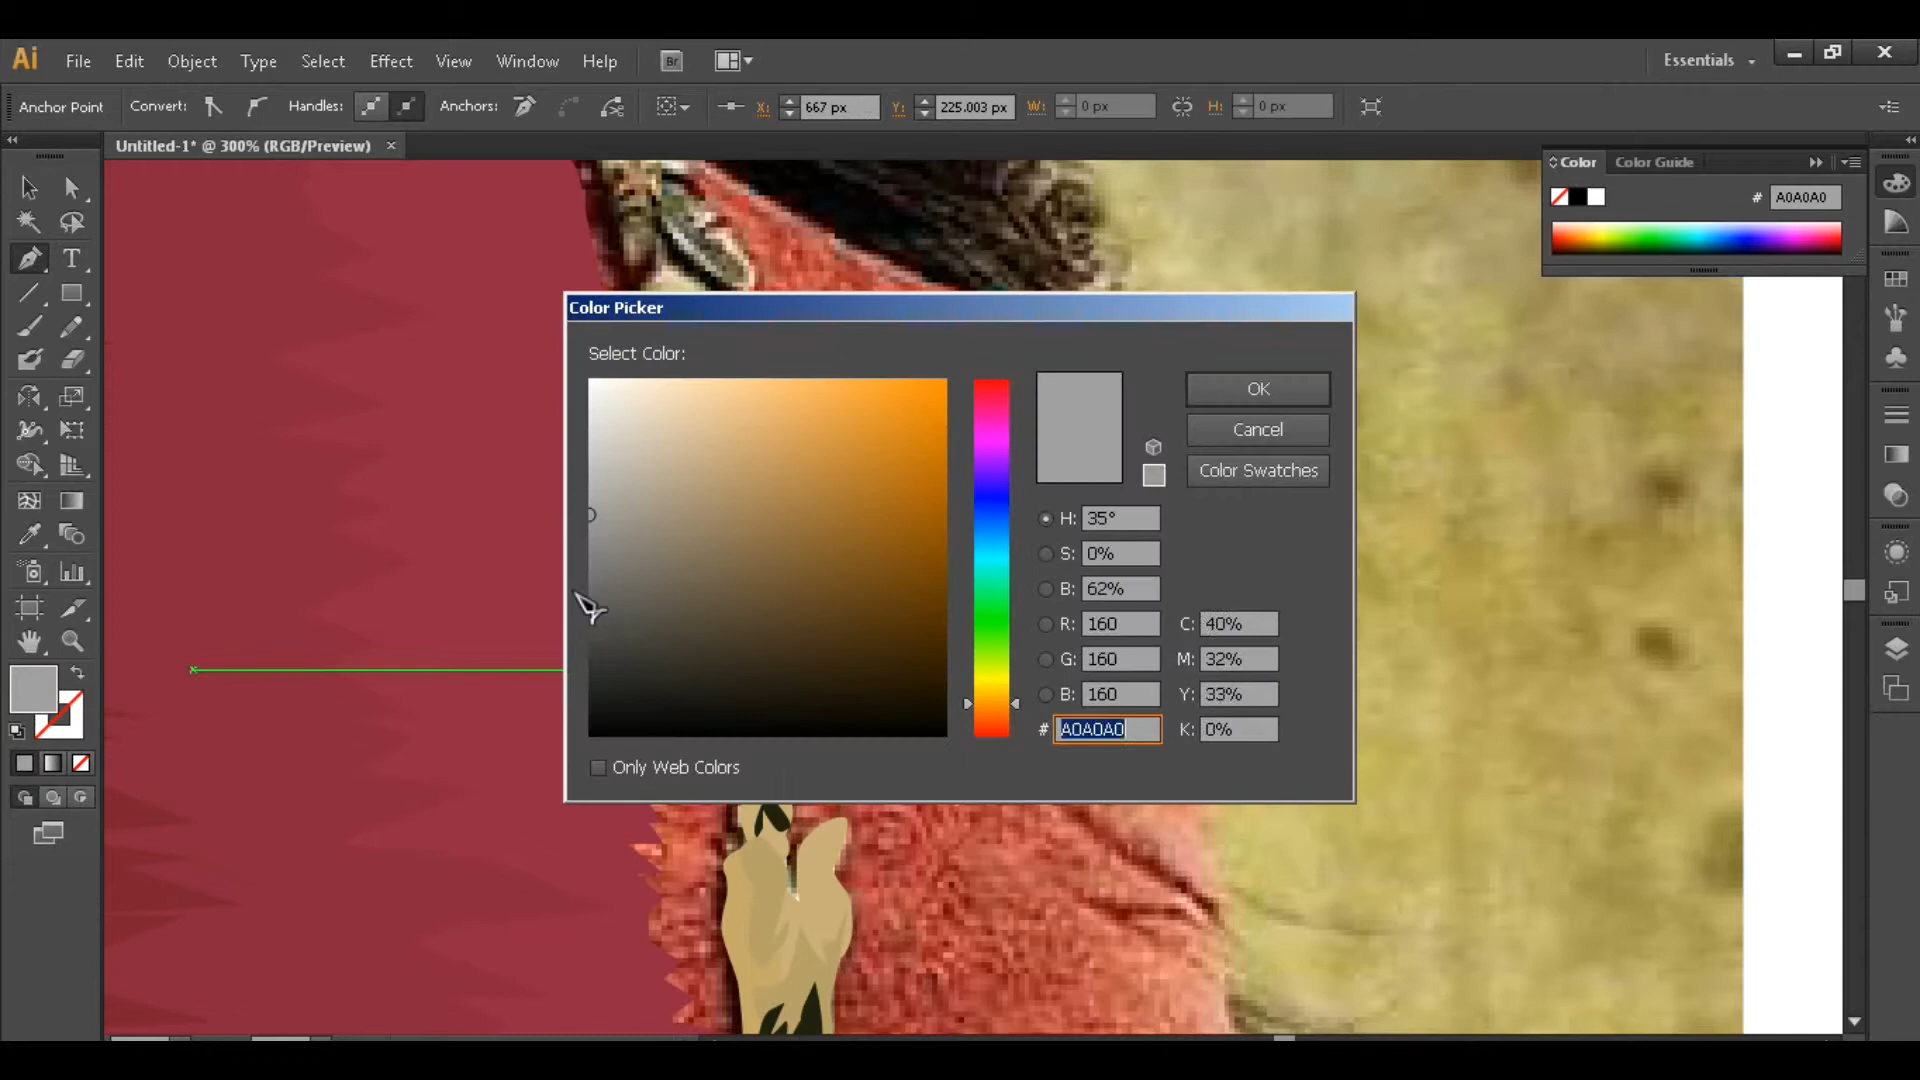 Ai File Edit Object Type Select Effect View Window Help Br Essentials
Anchor Point Convert: Handles: Anchors: X: 667 px Y: 225.003 px W: 0 px H: 0 px
Untitled-1* @ 300% (RGB/Preview) ×
Color Color Guide
# A0A0A0
T
Color Picker
Select Color:
OK
Cancel
Color Swatches
H: 35°
S: 0%
B: 62%
R: 160 C: 40%
G: 160 M: 32%
B: 160 Y: 33%
# A0A0A0 K: 0%
Only Web Colors